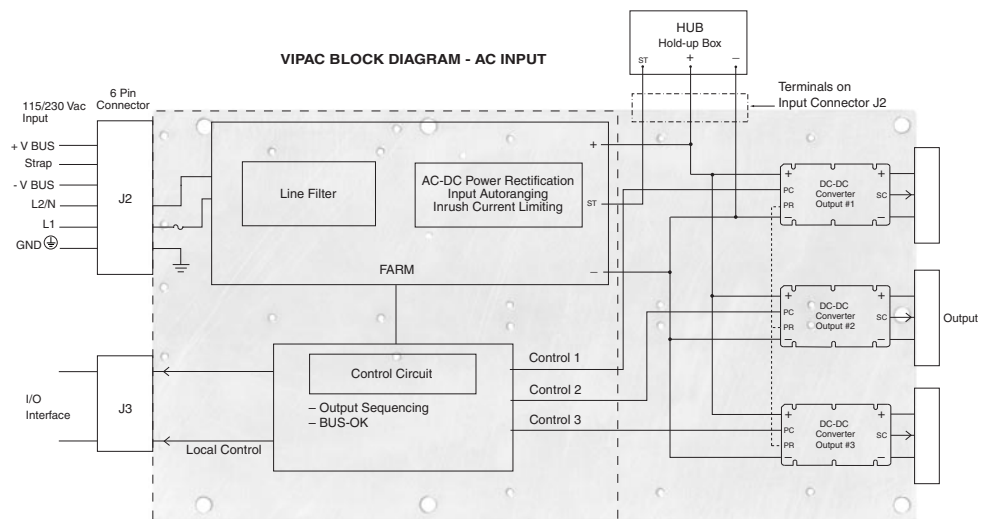 HUB
Hold-up Box
ST + –
VIPAC BLOCK DIAGRAM - AC INPUT
Terminals on
Input Connector J2
115/230 Vac
Input
6 Pin
Connector
+ V BUS
Strap
- V BUS
L2/N
L1
GND
J2
Line Filter
AC-DC Power Rectification
Input Autoranging
Inrush Current Limiting
+
ST
–
FARM
+
PC
PR
–
DC-DC
Converter
Output #1
+
SC
–
+
PC
PR
–
DC-DC
Converter
Output #2
+
SC
–
Output
+
PC
PR
–
DC-DC
Converter
Output #3
+
SC
–
Control Circuit
– Output Sequencing
– BUS-OK
Control 1
Control 2
Control 3
I/O
Interface
J3
Local Control